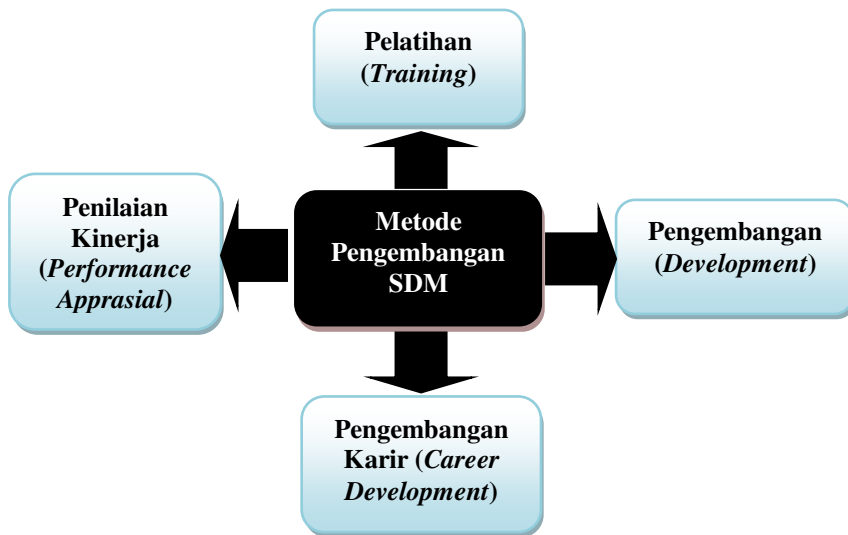 Pelatihan
(Training)
Penilaian
Kinerja
(Performance
Apprasial)
Metode
Pengembangan
SDM
Pengembangan
(Development)
Pengembangan
Karir (Career
Development)